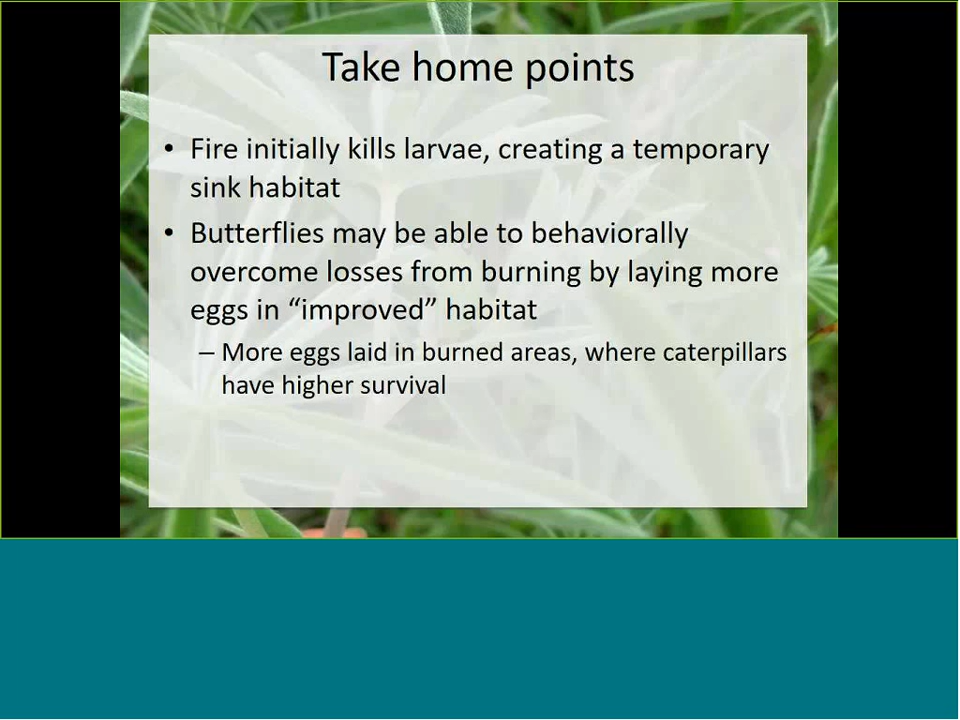 Take home points
• Fire initially kills larvae, creating a temporary
sink habitat
• Butterflies may be able to behaviorally
overcome losses from burning by laying more
eggs in “improved” habitat
– More eggs laid in burned areas, where caterpillars
have higher survival